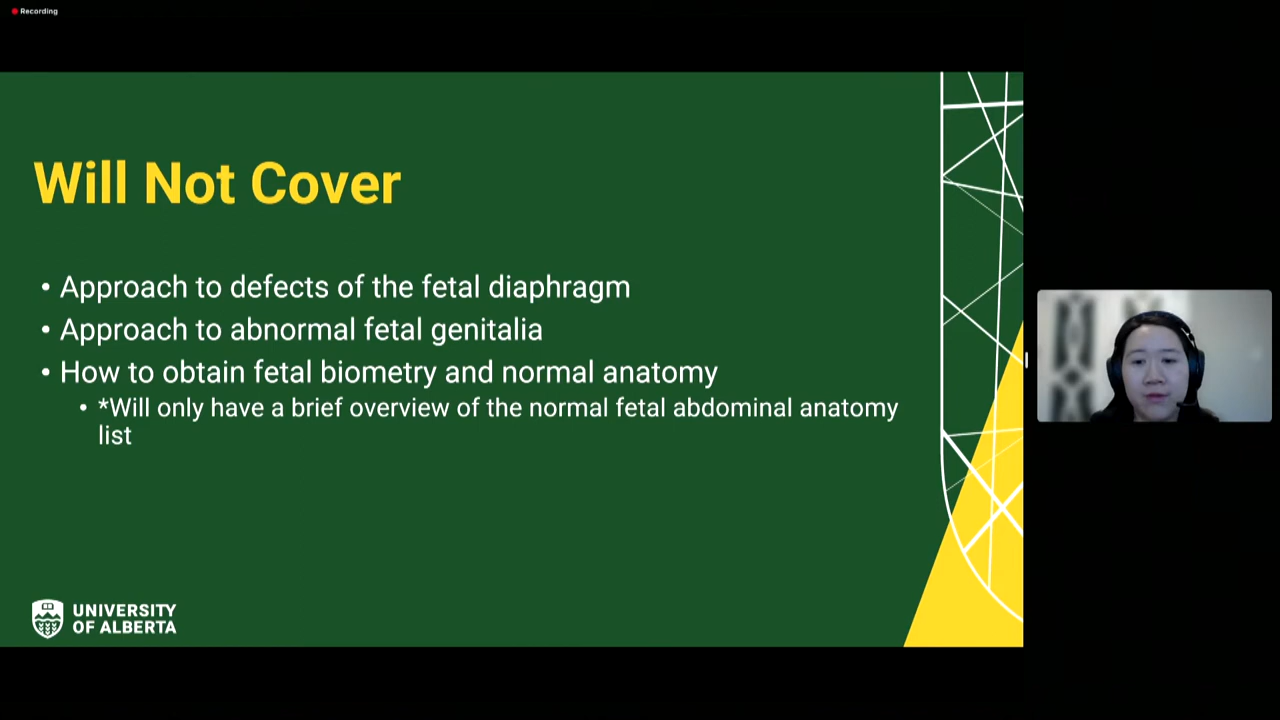 Recording
Will Not Cover
• Approach to defects of the fetal diaphragm
• Approach to abnormal fetal genitalia
• How to obtain fetal biometry and normal anatomy
• *Will only have a brief overview of the normal fetal abdominal anatomy
list
UNIVERSITY
OF ALBERTA